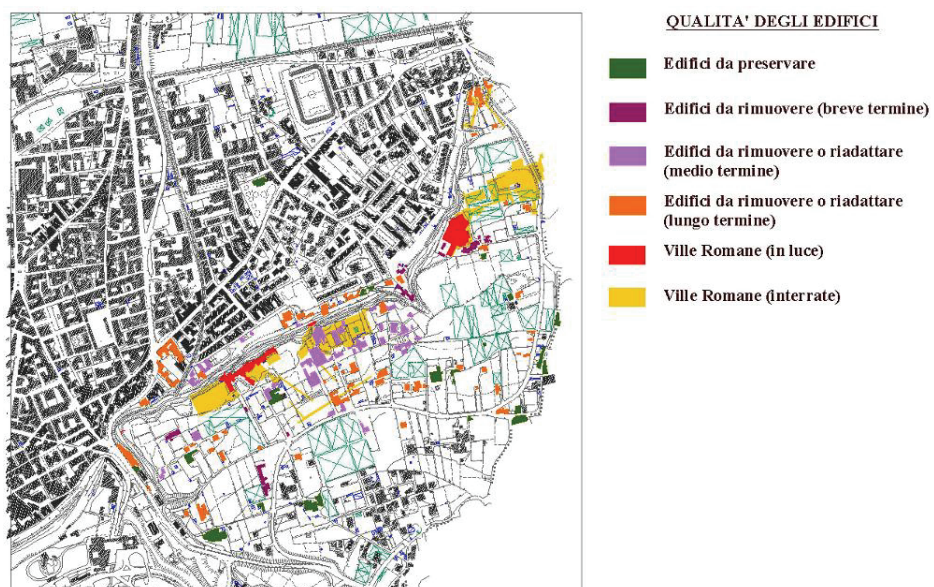 QUALITA' DEGLI EDIFICI
Edifici da preservare
Edifici da rimuovere (breve termine)
Edifici da rimuovere o riadattare
(medio termine)
Edifici da rimuovere o riadattare
(lungo termine)
Ville Romane (in luce)
Ville Romane (interrate)